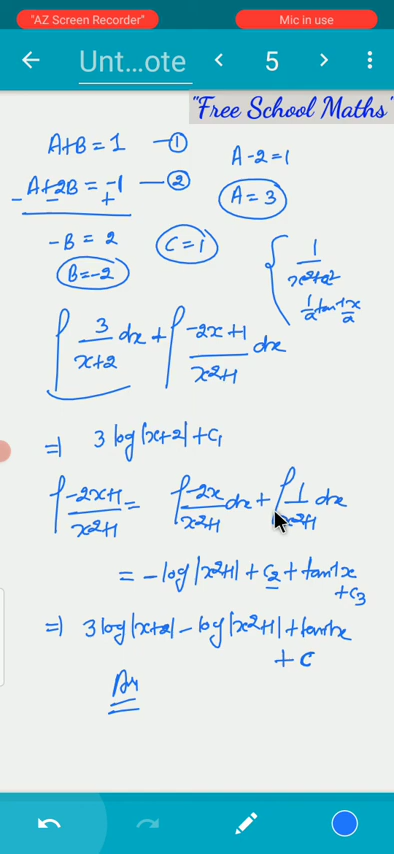 "AZ Screen Recorder" Mic in use
Unt...ote 5
"Free School Maths"
A+B = 1 — ① A-2=1
A+2B = -1 — ② A = 3
- - +
-B = 2 C=1
B=-2
∫ 1/(x²+a²)
1/a tan⁻¹ x/a
∫ 3/(x+2) dx + ∫ (-2x+1)/(x²+1) dx
⇒ 3 log|x+2| + C₁
∫ (-2x+1)/(x²+1) = ∫ -2x/(x²+1) dx + ∫ 1/(x²+1) dx
= -log|x²+1| + C₂ + tan⁻¹x + C₃
⇒ 3 log|x+2| - log|x²+1| + tan⁻¹x + C
Ans